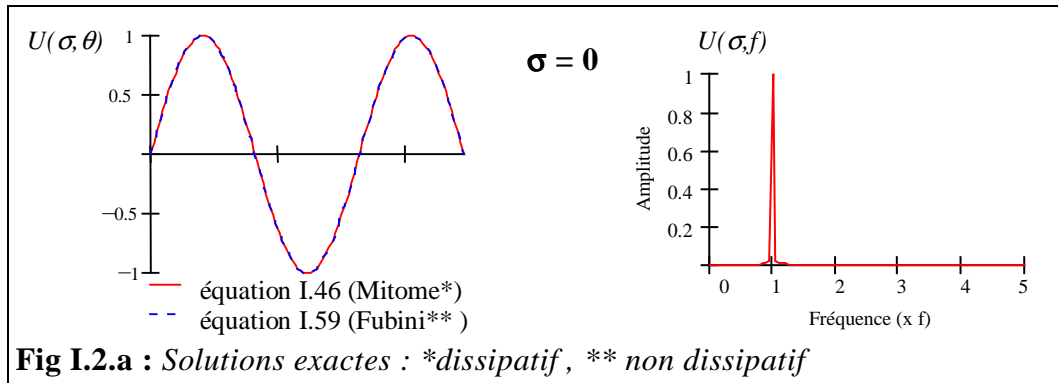 U(σ,θ)
1
0.5
−0.5
−1
équation I.46 (Mitome*)
équation I.59 (Fubini** )
σ = 0
U(σ,f)
Amplitude
1
0.8
0.6
0.4
0.2
0 1 2 3 4 5
Fréquence (x f)
Fig I.2.a : Solutions exactes : *dissipatif , ** non dissipatif